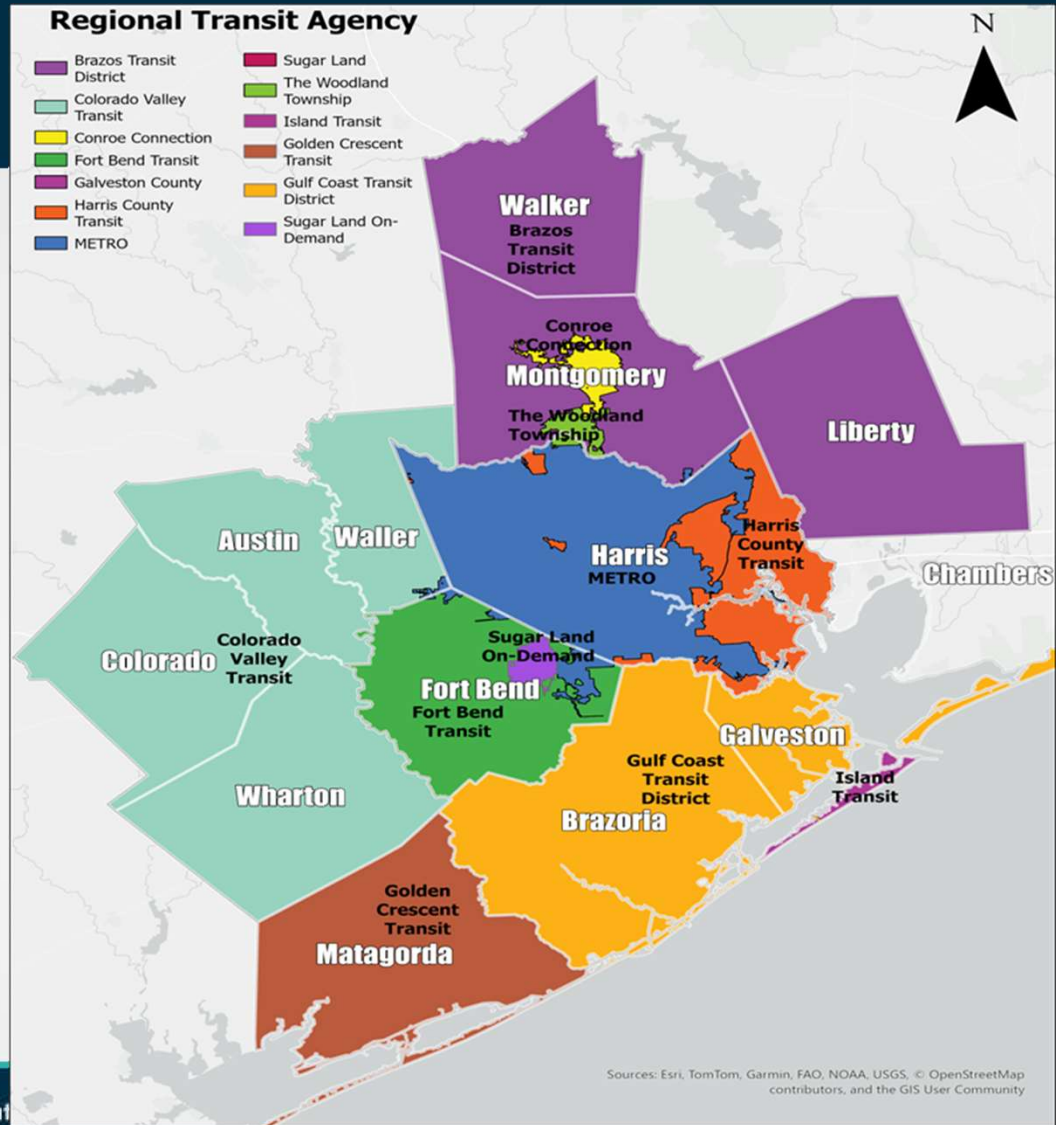 Regional Transit Agency
N
Brazos Transit
District
Colorado Valley
Transit
Conroe Connection
Fort Bend Transit
Galveston County
Harris County
Transit
METRO
Sugar Land
The Woodland
Township
Island Transit
Golden Crescent
Transit
Gulf Coast Transit
District
Sugar Land On-
Demand
Walker
Brazos
Transit
District
Conroe
Connection
Montgomery
The Woodland
Township
Liberty
Austin
Waller
Harris
METRO
Harris
County
Transit
Chambers
Colorado
Colorado
Valley
Transit
Sugar Land
On-Demand
Fort Bend
Fort Bend
Transit
Galveston
Gulf Coast
Transit
District
Island
Transit
Wharton
Brazoria
Golden
Crescent
Transit
Matagorda
Sources: Esri, TomTom, Garmin, FAO, NOAA, USGS, © OpenStreetMap
contributors, and the GIS User Community